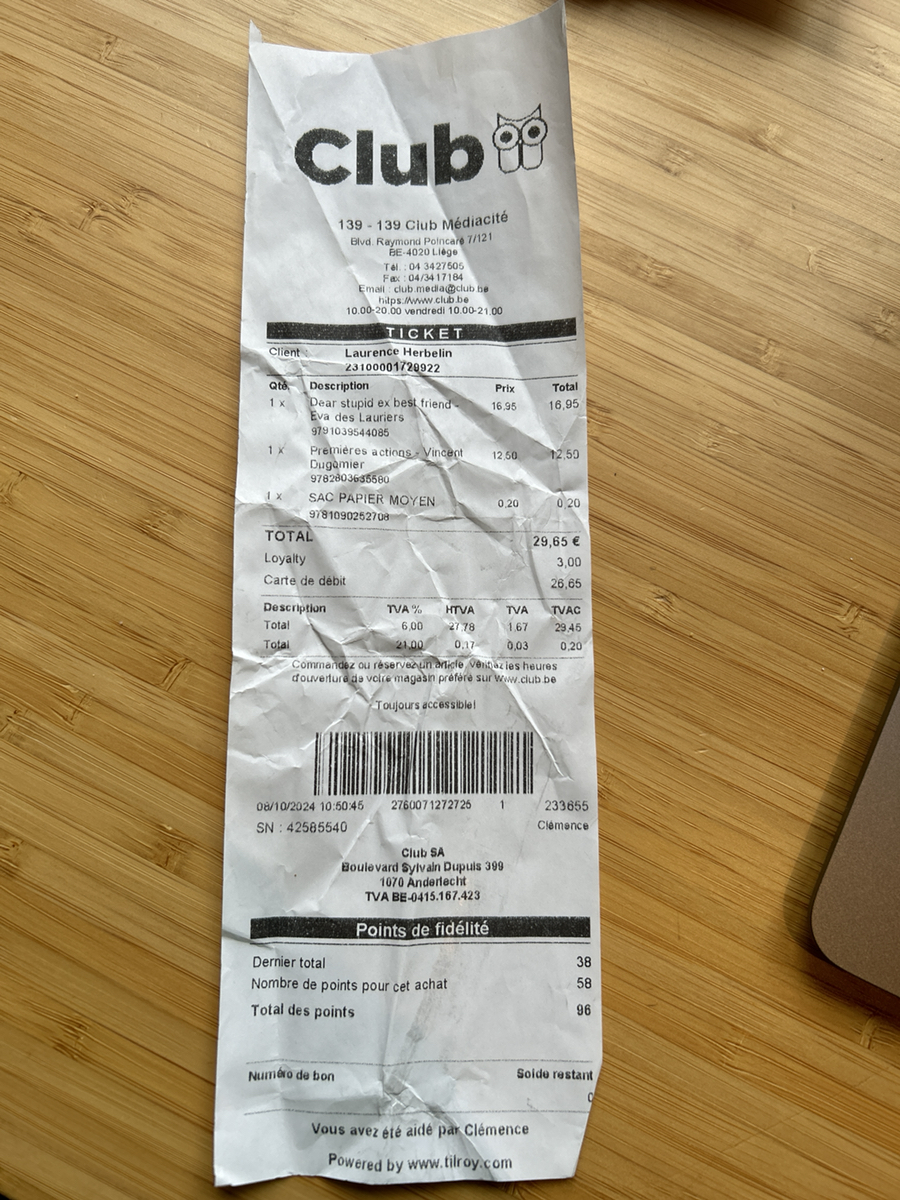 Club
139 - 139 Club Médiacité
Blvd. Raymond Poincaré 7/121
BE-4020 Liège
Tél. : 04 3427505
Fax : 04/3417184
Email : club.media@club.be
https://www.club.be
10.00-20.00 vendredi 10.00-21.00
TICKET
Client : Laurence Herbelin
23100001729922
Qté. Description Prix Total
1 x Dear stupid ex best friend - 16,95 16,95
Eva des Lauriers
9791039544085
1 x Premières actions - Vincent 12,50 12,50
Dugomier
9782803635580
1 x SAC PAPIER MOYEN 0,20 0,20
9781090252708
TOTAL 29,65 €
Loyalty 3,00
Carte de débit 26,65
Description TVA % HTVA TVA TVAC
Total 6,00 27,78 1,67 29,45
Total 21,00 0,17 0,03 0,20
Commandez ou réservez un article, vérifiez les heures
d'ouverture de votre magasin préféré sur www.club.be
Toujours accessible!
08/10/2024 10:50:45 2760071272725 1 233655
SN : 42585540 Clémence
Club SA
Boulevard Sylvain Dupuis 399
1070 Anderlecht
TVA BE-0415.167.423
Points de fidélité
Dernier total 38
Nombre de points pour cet achat 58
Total des points 96
Numéro de bon Solde restant
0
Vous avez été aidé par Clémence
Powered by www.tilroy.com